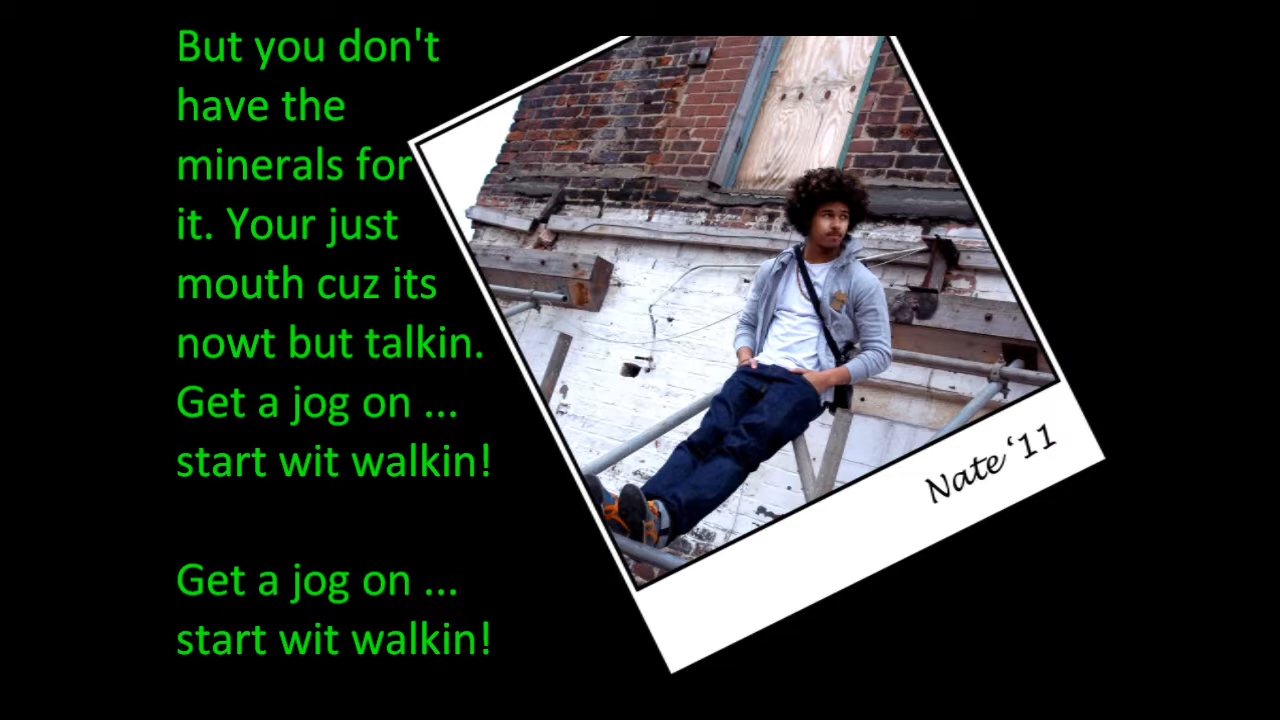 But you don't
have the
minerals for
it. Your just
mouth cuz its
nowt but talkin.
Get a jog on ...
start wit walkin!
Get a jog on ...
start wit walkin!
Nate '11